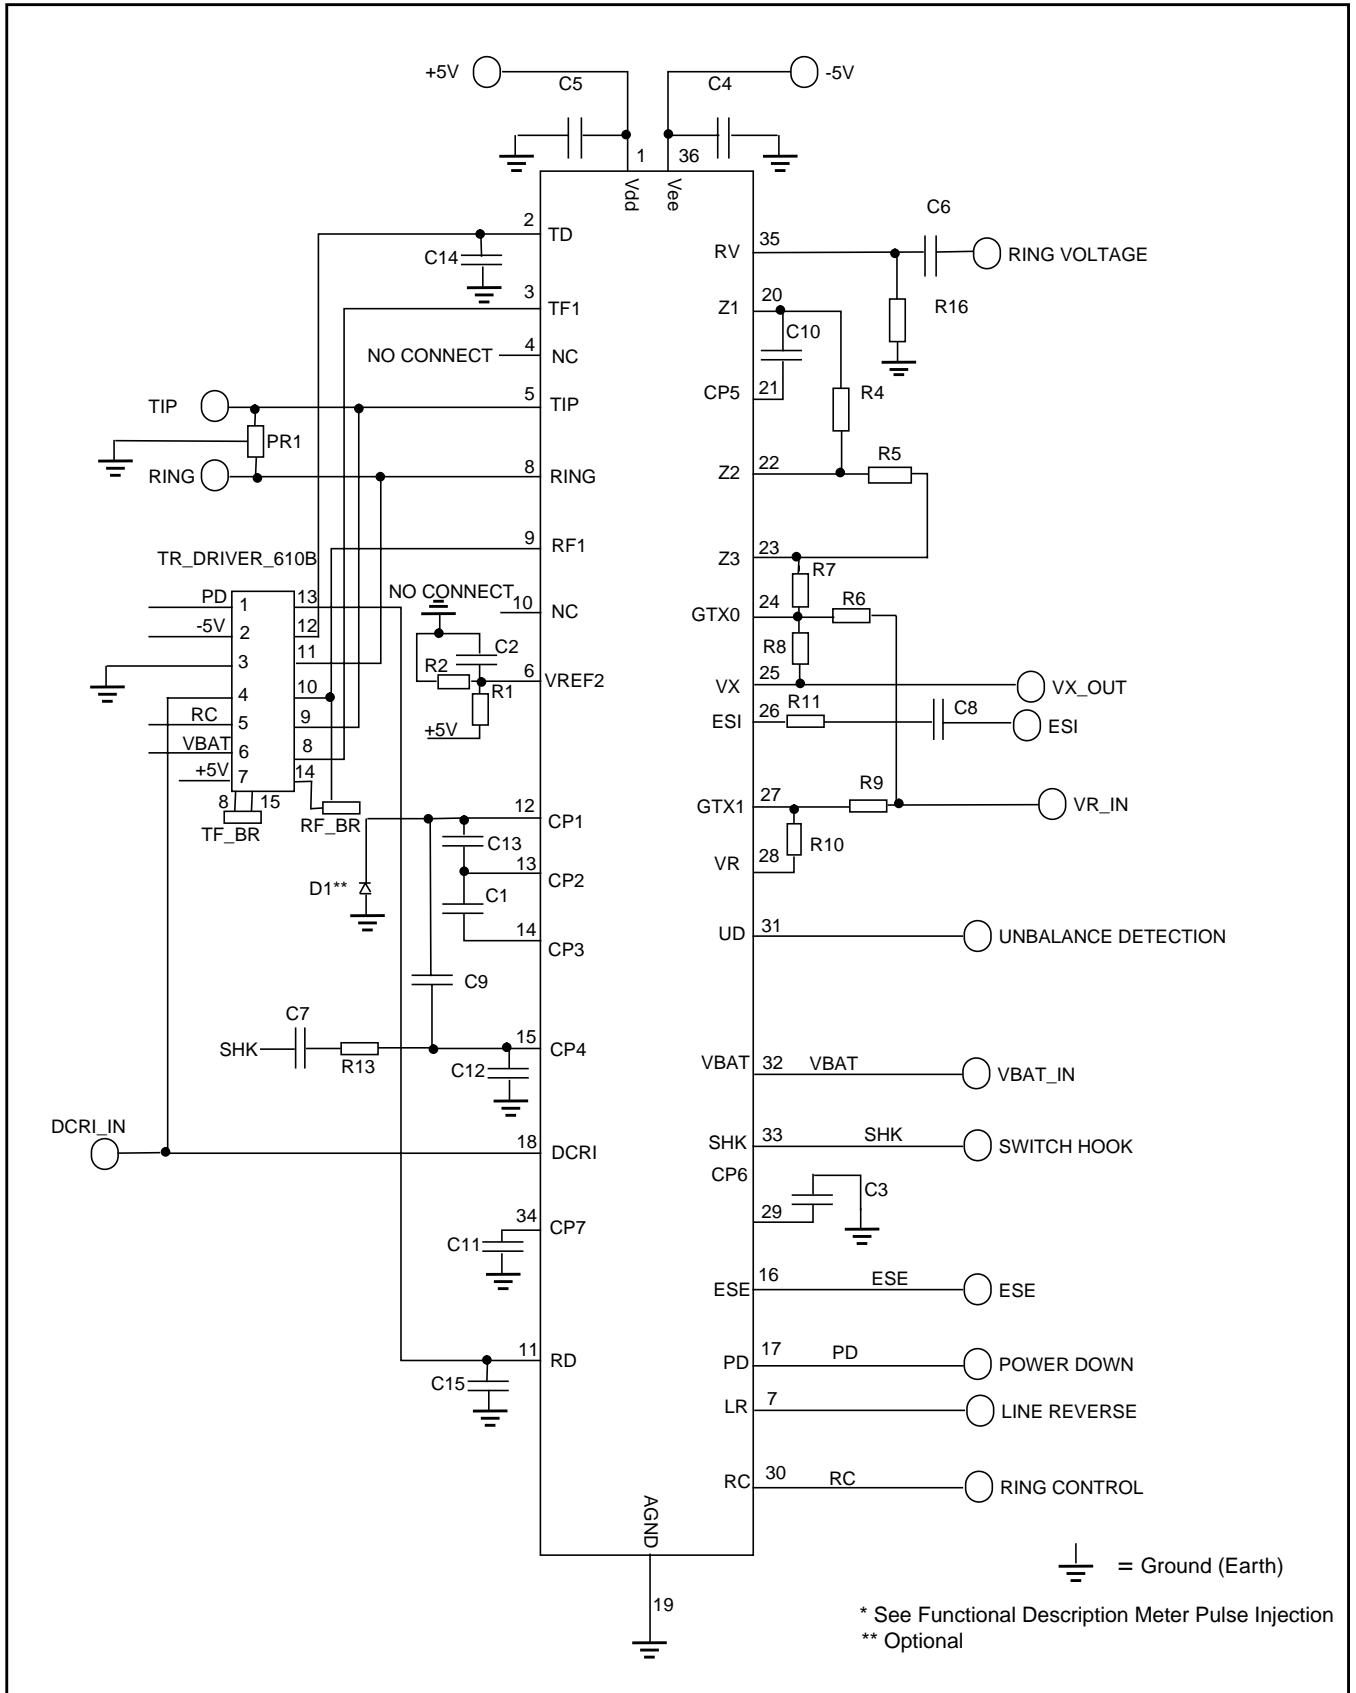 +5V
C5
C4
-5V
1
36
Vdd
Vee
2
TD
C14
3
TF1
NO CONNECT
4
NC
TIP
5
TIP
PR1
RING
8
RING
9
RF1
TR_DRIVER_610B
NO CONNECT
10
NC
PD
1
13
-5V
2
12
3
11
4
10
RC
5
9
VBAT
6
8
+5V
7
14
8
15
TF_BR
RF_BR
C2
R2
6
VREF2
R1
+5V
12
CP1
C13
13
CP2
D1**
C1
14
CP3
C9
C7
SHK
R13
15
CP4
C12
DCRI_IN
18
DCRI
34
CP7
C11
11
RD
C15
AGND
19
C6
35
RV
RING VOLTAGE
R16
20
Z1
C10
21
CP5
R4
R5
22
Z2
23
Z3
R7
24
GTX0
R6
R8
25
VX
VX_OUT
26
ESI
R11
C8
ESI
27
GTX1
R9
VR_IN
28
VR
R10
UD
31
UNBALANCE DETECTION
VBAT
32
VBAT
VBAT_IN
SHK
33
SHK
SWITCH HOOK
CP6
29
C3
ESE
16
ESE
ESE
PD
17
PD
POWER DOWN
LR
7
LINE REVERSE
RC
30
RC
RING CONTROL
= Ground (Earth)
* See Functional Description Meter Pulse Injection
** Optional